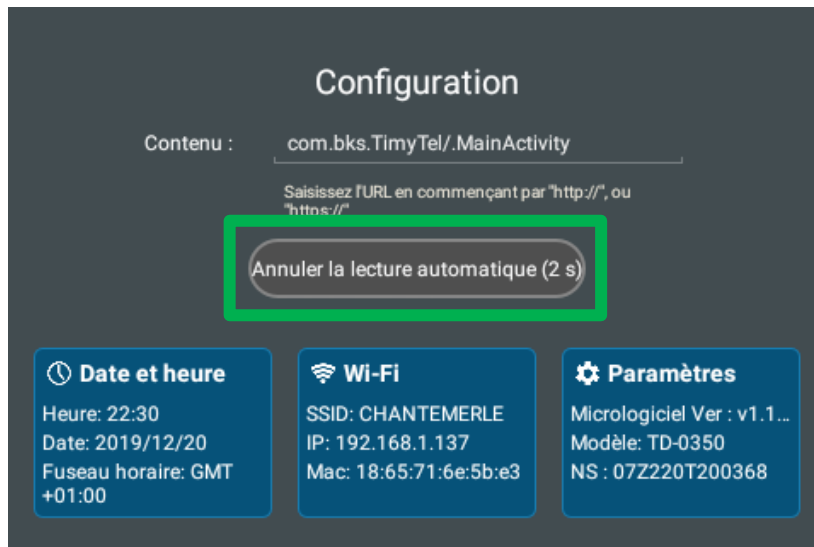 Configuration
Contenu :
com.bks.TimyTel/.MainActivity
Saisissez l'URL en commençant par "http://", ou
"https://"
Annuler la lecture automatique (2 s)
Date et heure
Heure: 22:30
Date: 2019/12/20
Fuseau horaire: GMT
+01:00
Wi-Fi
SSID: CHANTEMERLE
IP: 192.168.1.137
Mac: 18:65:71:6e:5b:e3
Paramètres
Micrologiciel Ver : v1.1...
Modèle: TD-0350
NS : 07Z220T200368